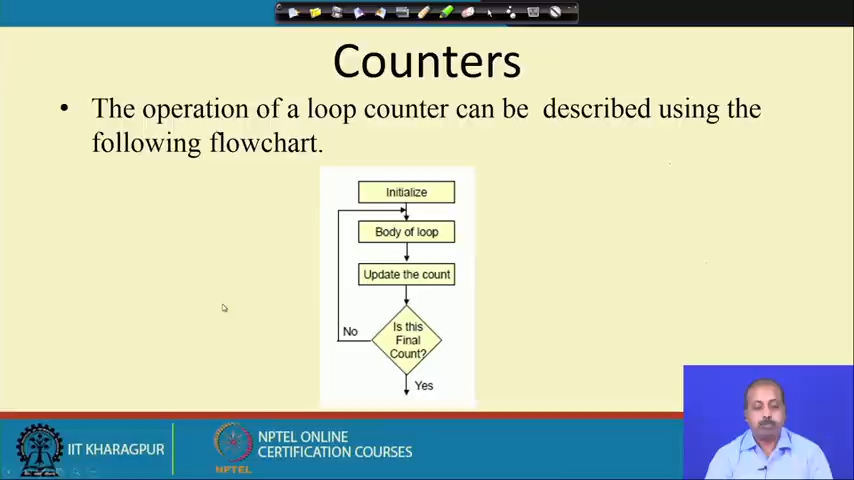 Counters
• The operation of a loop counter can be described using the
following flowchart.
Initialize
Body of loop
Update the count
Is this
Final
Count?
No
Yes
IIT KHARAGPUR
NPTEL
NPTEL ONLINE
CERTIFICATION COURSES